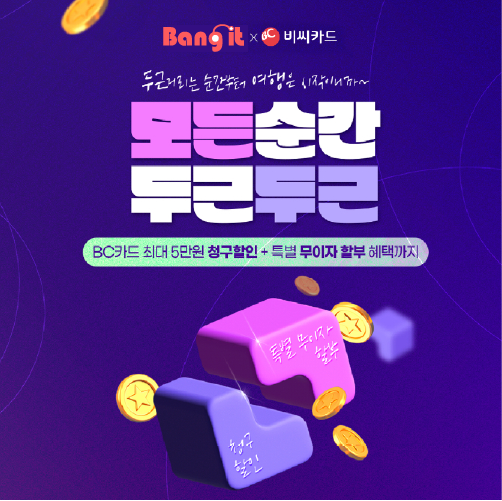 Bang it × BC 비씨카드
두근거리는 순간부터 여행은 시작이니까~
모든순간
두근두근
BC카드 최대 5만원 청구할인 + 특별 무이자 할부 혜택까지
특별 무이자
할부
청구
할인